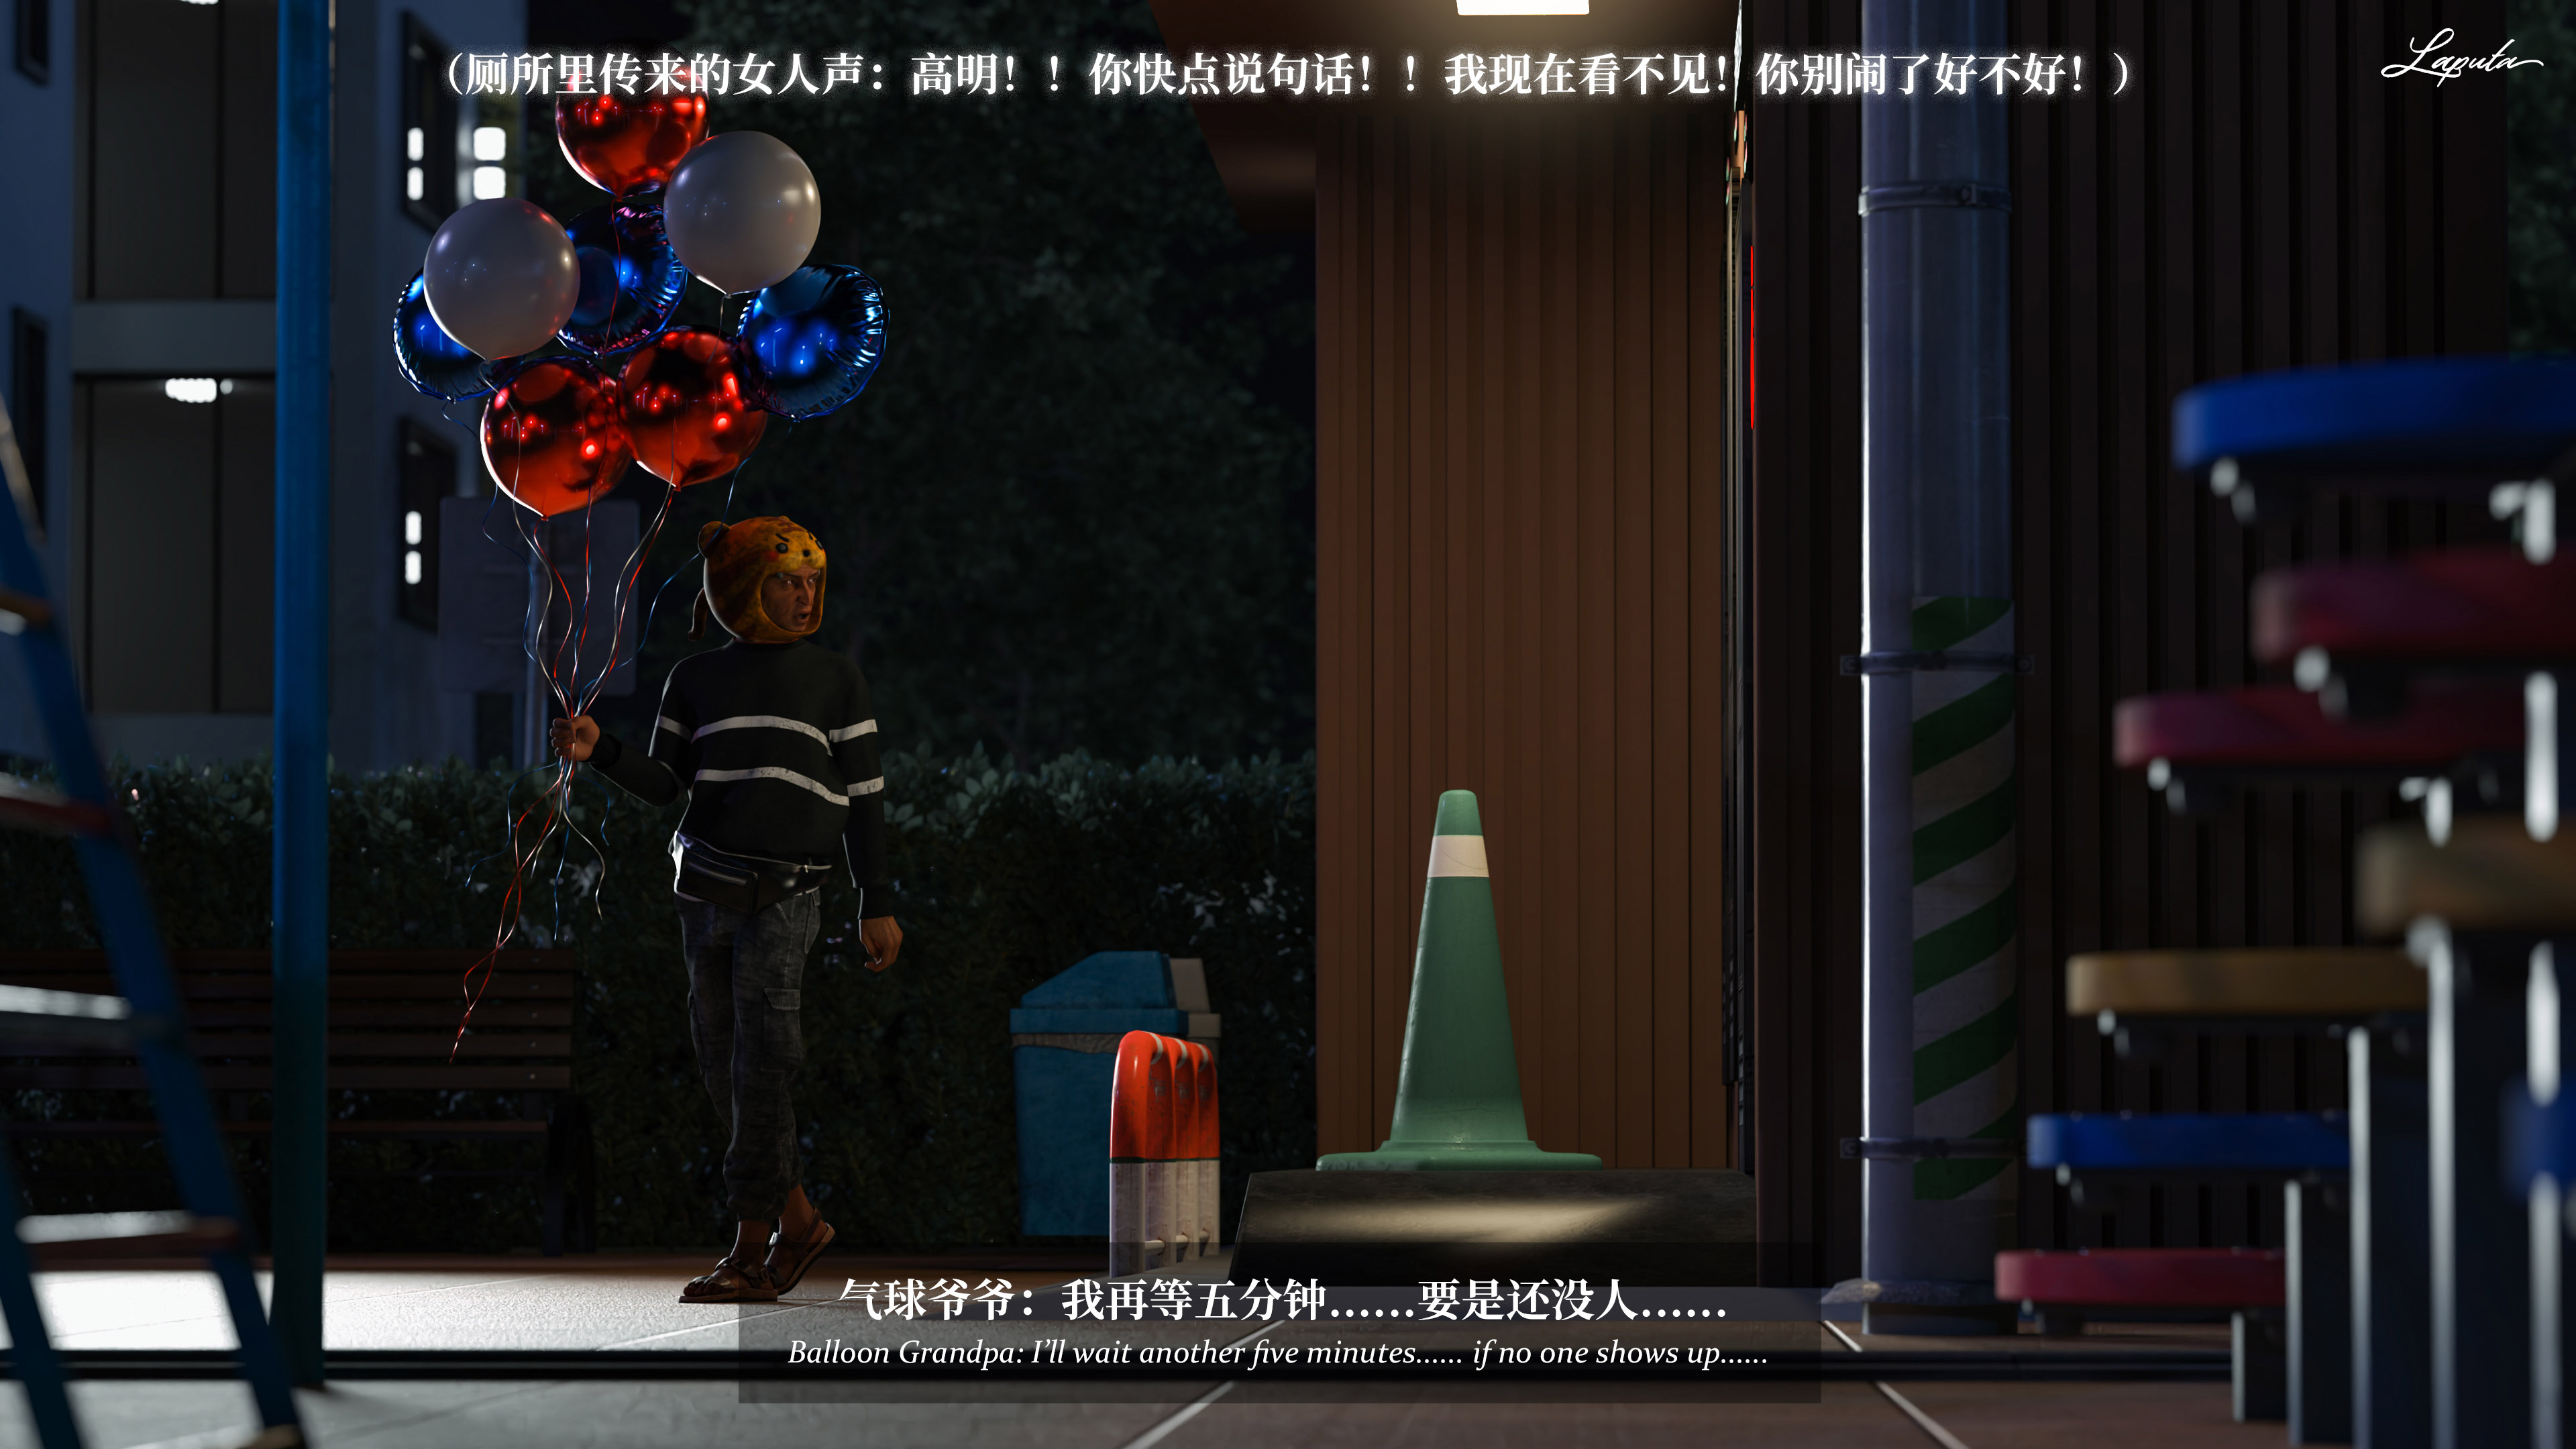 （厕所里传来的女人声：高明！！你快点说句话！！我现在看不见！你别闹了好不好！）
Laputa
气球爷爷：我再等五分钟……要是还没人……
Balloon Grandpa: I’ll wait another five minutes...... if no one shows up......